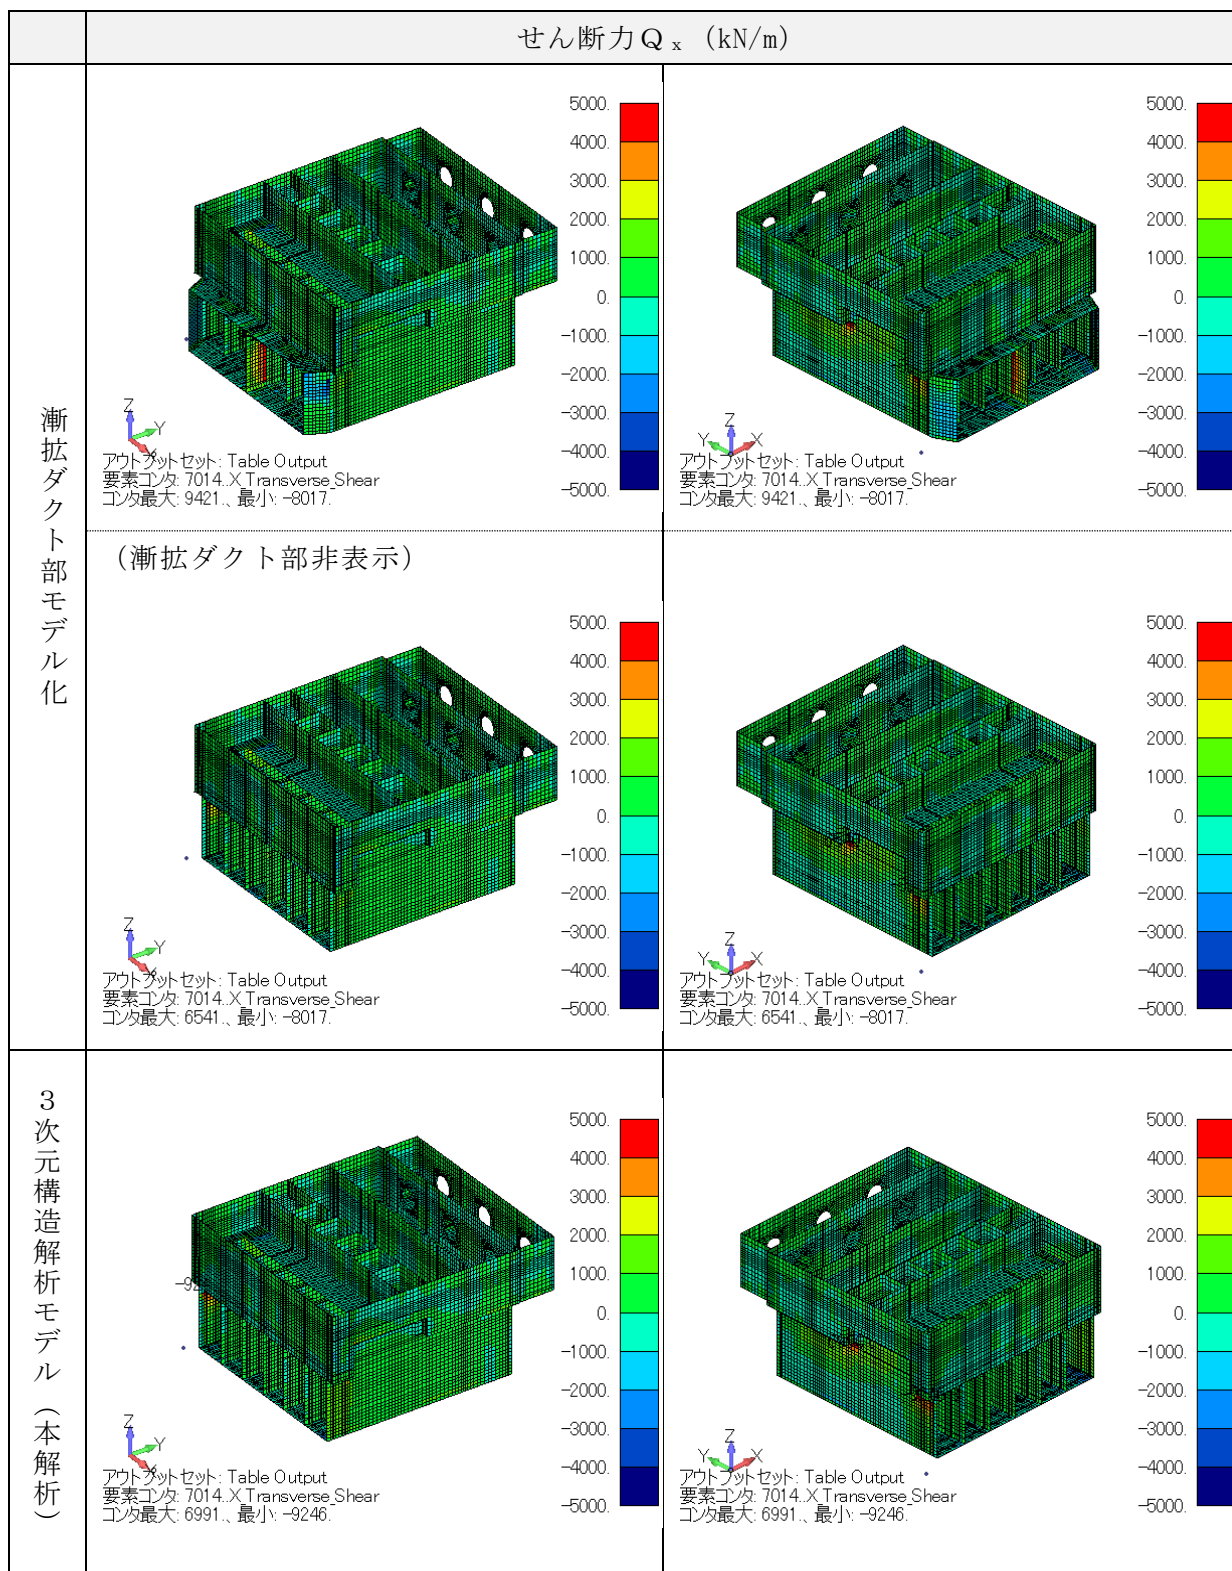 せん断力Ｑｘ (kN/m)
漸拡ダクト部モデル化
5000.
4000.
3000.
2000.
1000.
0.
-1000.
-2000.
-3000.
-4000.
-5000.
Z
Y
X
アウトプットセット: Table Output
要素コンタ: 7014..X Transverse Shear
コンタ最大: 9421.、最小: -8017.
5000.
4000.
3000.
2000.
1000.
0.
-1000.
-2000.
-3000.
-4000.
-5000.
Z
Y
X
アウトプットセット: Table Output
要素コンタ: 7014..X Transverse Shear
コンタ最大: 9421.、最小: -8017.
（漸拡ダクト部非表示）
5000.
4000.
3000.
2000.
1000.
0.
-1000.
-2000.
-3000.
-4000.
-5000.
Z
Y
X
アウトプットセット: Table Output
要素コンタ: 7014..X Transverse Shear
コンタ最大: 6541.、最小: -8017.
5000.
4000.
3000.
2000.
1000.
0.
-1000.
-2000.
-3000.
-4000.
-5000.
Z
Y
X
アウトプットセット: Table Output
要素コンタ: 7014..X Transverse Shear
コンタ最大: 6541.、最小: -8017.
３次元構造解析モデル（本解析）
5000.
4000.
3000.
2000.
1000.
0.
-1000.
-2000.
-3000.
-4000.
-5000.
Z
Y
X
アウトプットセット: Table Output
要素コンタ: 7014..X Transverse Shear
コンタ最大: 6991.、最小: -9246.
5000.
4000.
3000.
2000.
1000.
0.
-1000.
-2000.
-3000.
-4000.
-5000.
Z
Y
X
アウトプットセット: Table Output
要素コンタ: 7014..X Transverse Shear
コンタ最大: 6991.、最小: -9246.